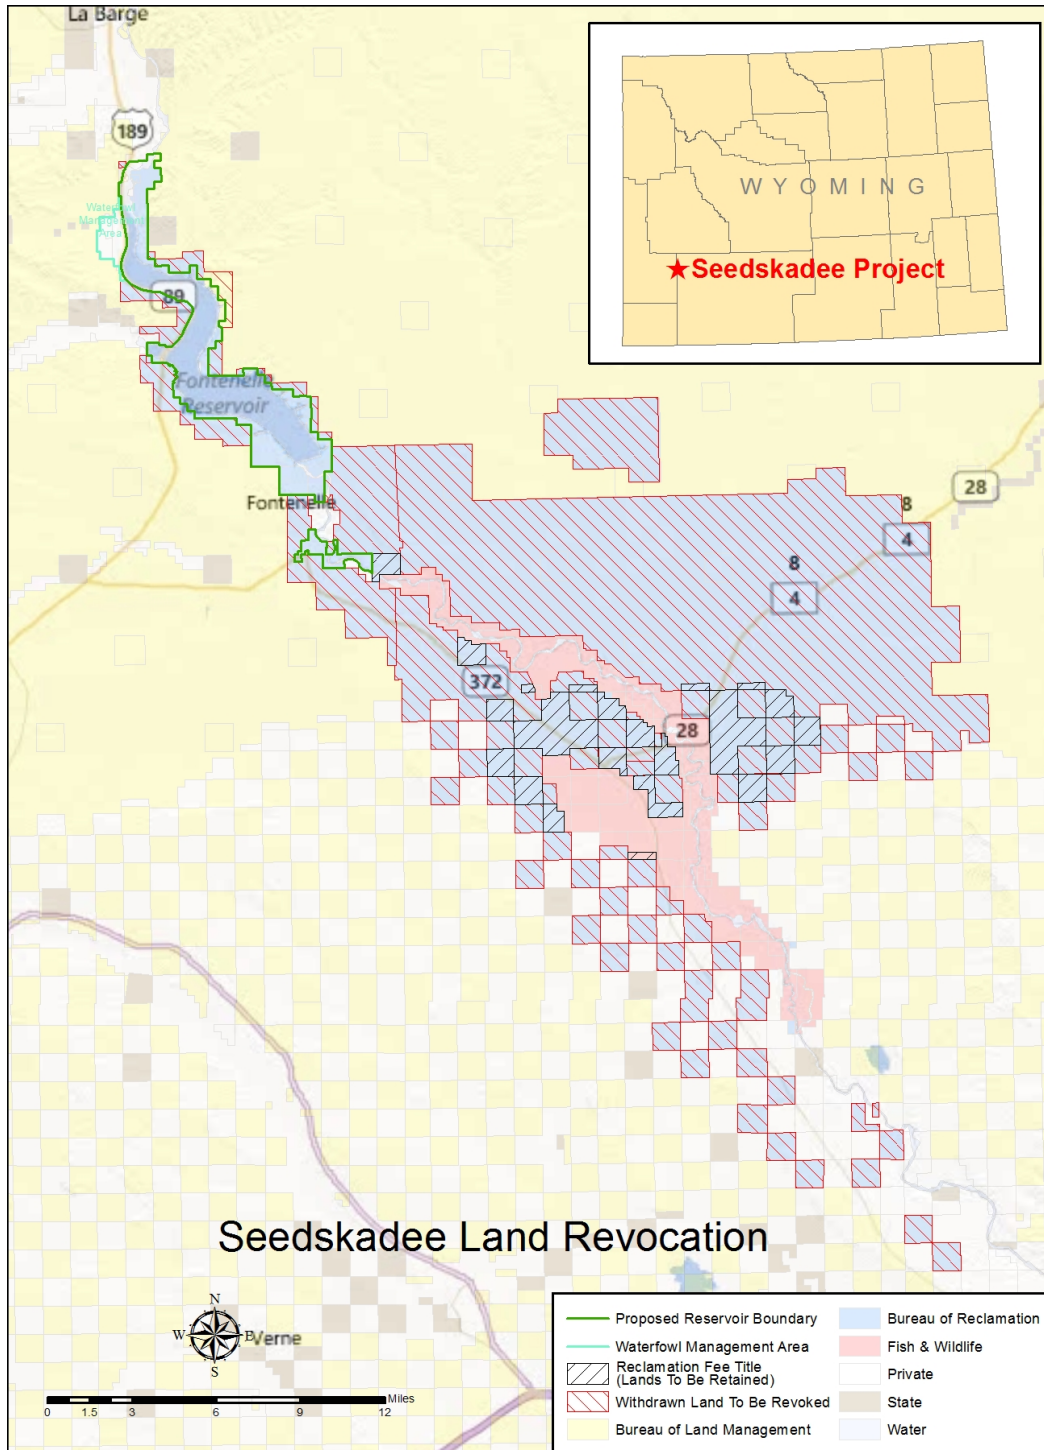 La Barge
189
Waterfowl
Management
Area
89
Fontenelle
Reservoir
Fontenelle
WYOMING
★Seedskadee Project
28
8
4
8
4
372
28
Seedskadee Land Revocation
N
W
E
S
Verne
Miles
0 1.5 3 6 9 12
Proposed Reservoir Boundary
Waterfowl Management Area
Reclamation Fee Title
(Lands To Be Retained)
Withdrawn Land To Be Revoked
Bureau of Land Management
Bureau of Reclamation
Fish & Wildlife
Private
State
Water